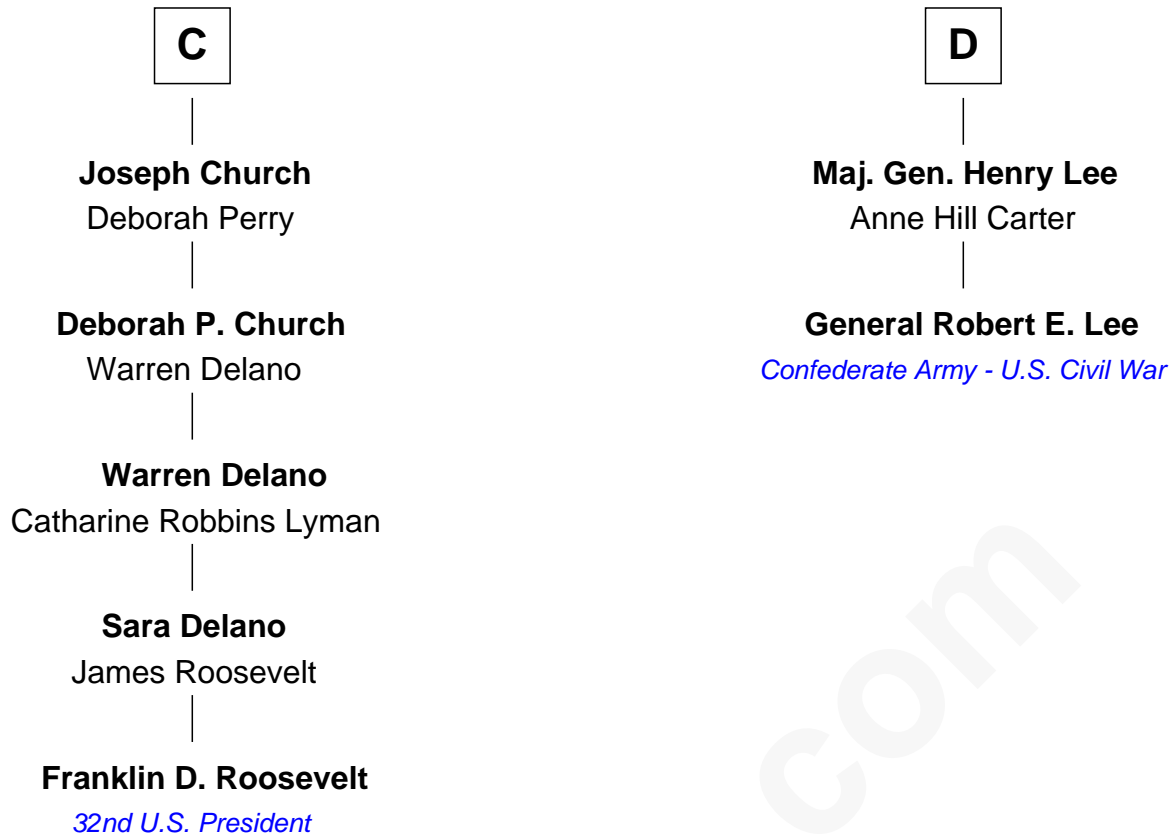 C
Joseph Church
Deborah Perry
Deborah P. Church
Warren Delano
Warren Delano
Catharine Robbins Lyman
Sara Delano
James Roosevelt
Franklin D. Roosevelt
32nd U.S. President
D
Maj. Gen. Henry Lee
Anne Hill Carter
General Robert E. Lee
Confederate Army - U.S. Civil War
com